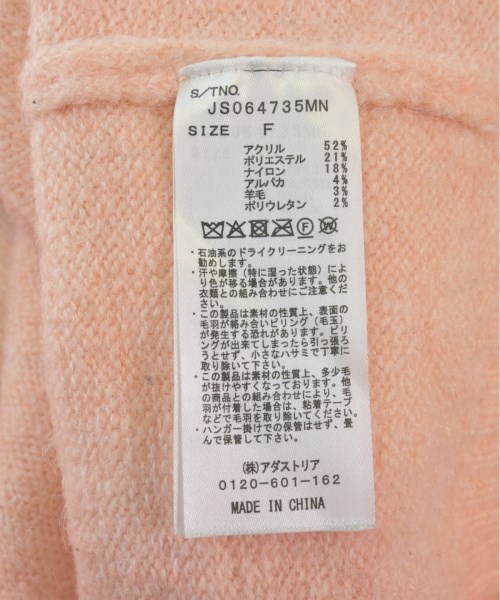 S/TNO.
JS064735MN
SIZE F
アクリル 52%
ポリエステル 21%
ナイロン 18%
アルパカ 4%
羊毛 3%
ポリウレタン 2%
・石油系のドライクリーニングをお
勧めします。
・汗や摩擦（特に湿った状態）によ
り色が移る場合があります。他の
衣類との組み合わせにご注意くだ
さい。
・この製品は素材の性質上、表面の
毛羽が絡み合いピリング（毛玉）
が発生する恐れがあります。ピリ
ングが出来てしまったら引っ張ろ
うとせず、小さなハサミで丁寧に
取り除いて下さい。
・この製品は素材の性質上、多少毛
が抜けやすくなっております。他
の商品との組み合わせにより、毛
羽が付着した場合は、粘着テープ
などで毛羽を取り除いてください。
・ハンガー掛けでの保管はせず、畳
んで保管して下さい。
(株)アダストリア
0120-601-162
MADE IN CHINA